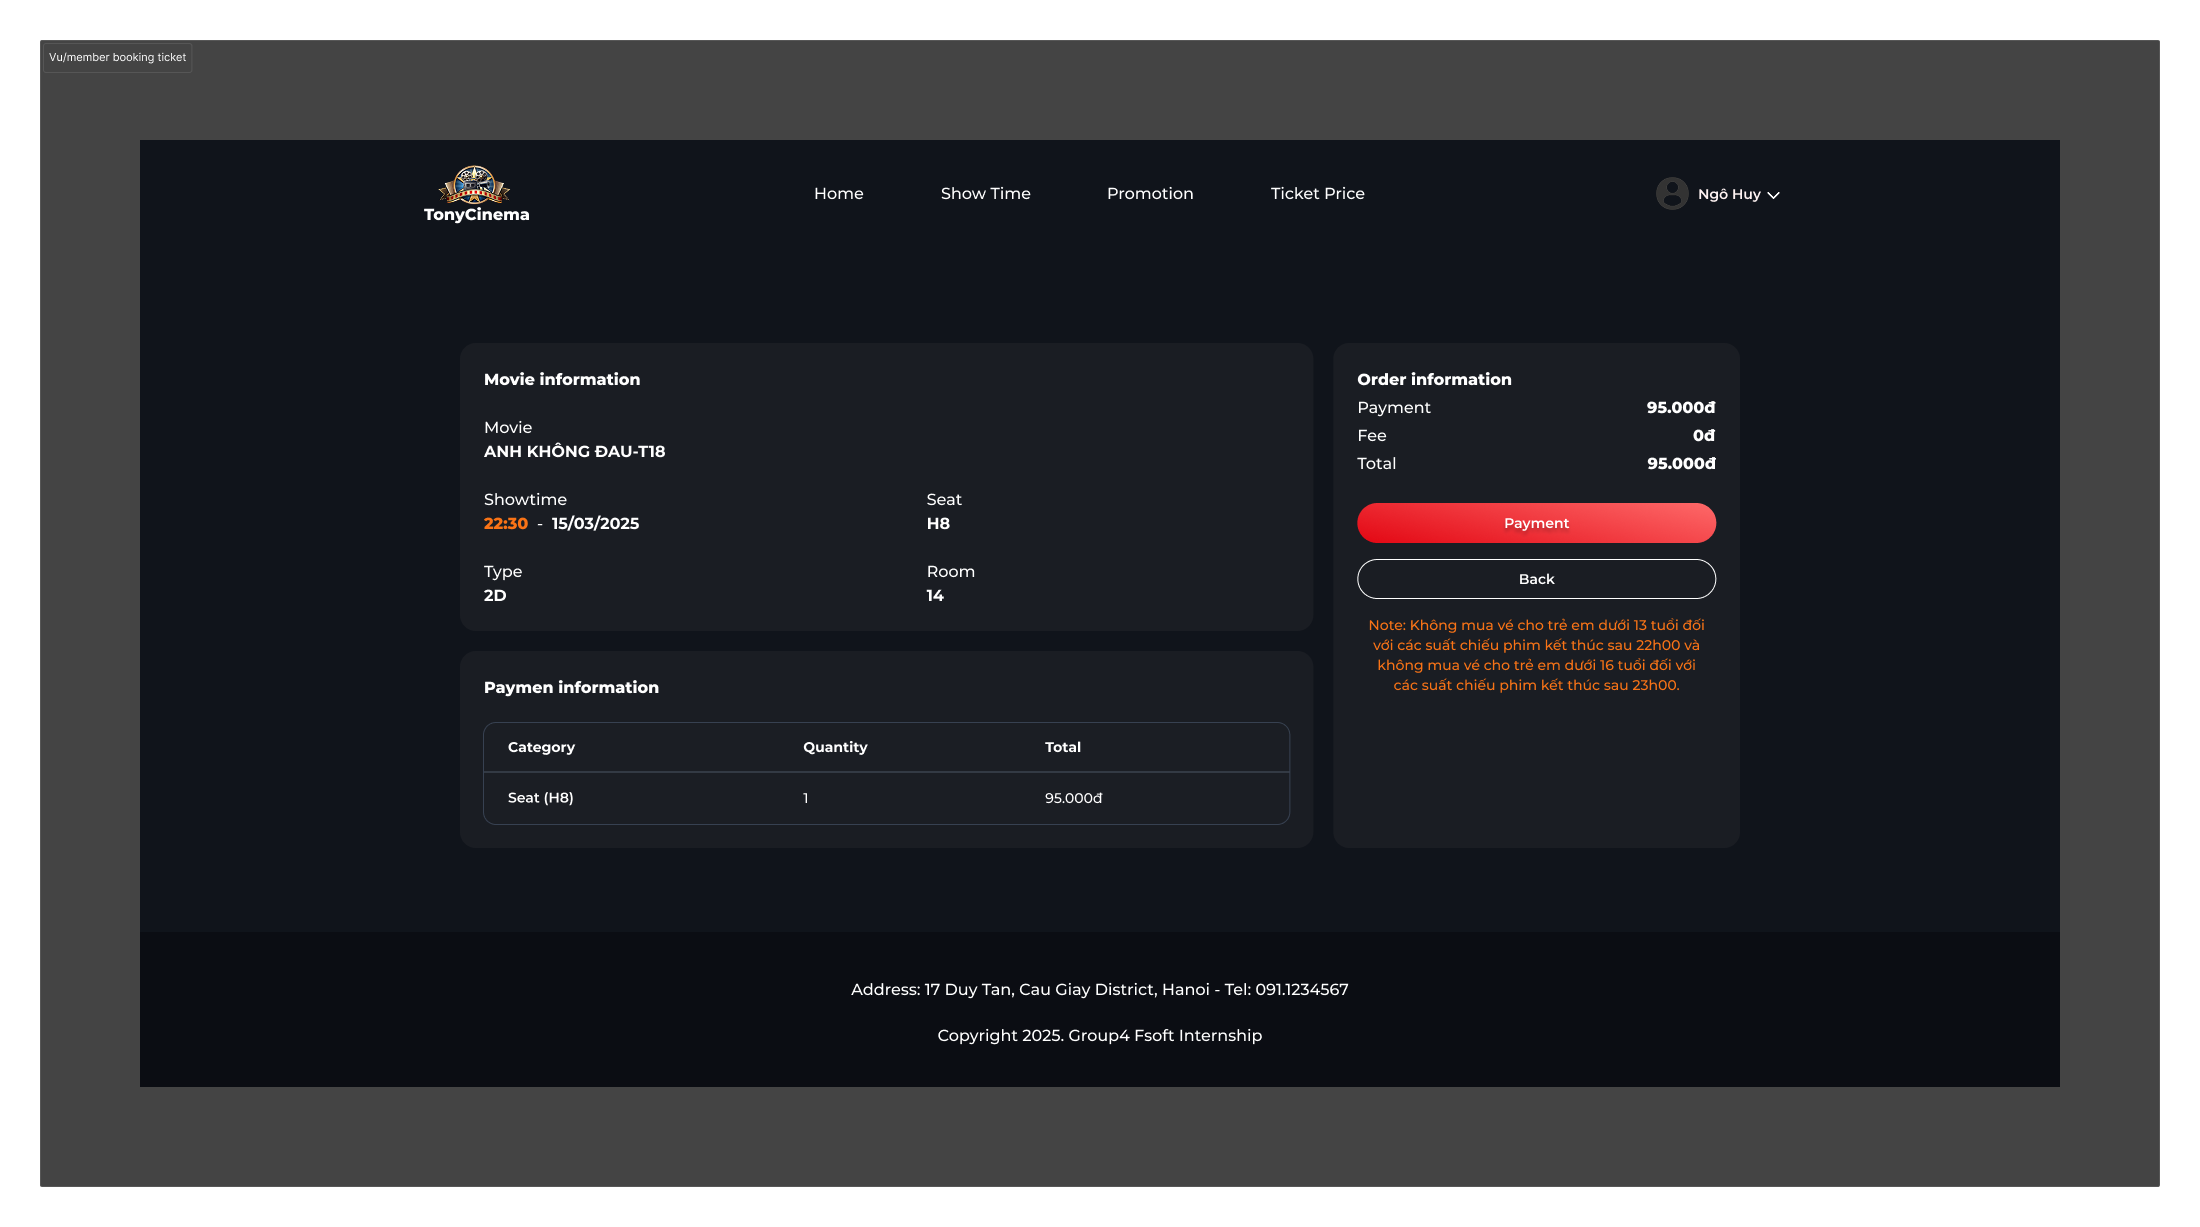 Vu/member booking ticket
TonyCinema
Home
Show Time
Promotion
Ticket Price
Ngô Huy
Movie information
Movie
ANH KHÔNG ĐAU-T18
Showtime
22:30 - 15/03/2025
Seat
H8
Type
2D
Room
14
Paymen information
Category Quantity Total
Seat (H8) 1 95.000đ
Order information
Payment 95.000đ
Fee 0đ
Total 95.000đ
Payment
Back
Note: Không mua vé cho trẻ em dưới 13 tuổi đối
với các suất chiếu phim kết thúc sau 22h00 và
không mua vé cho trẻ em dưới 16 tuổi đối với
các suất chiếu phim kết thúc sau 23h00.
Address: 17 Duy Tan, Cau Giay District, Hanoi - Tel: 091.1234567
Copyright 2025. Group4 Fsoft Internship